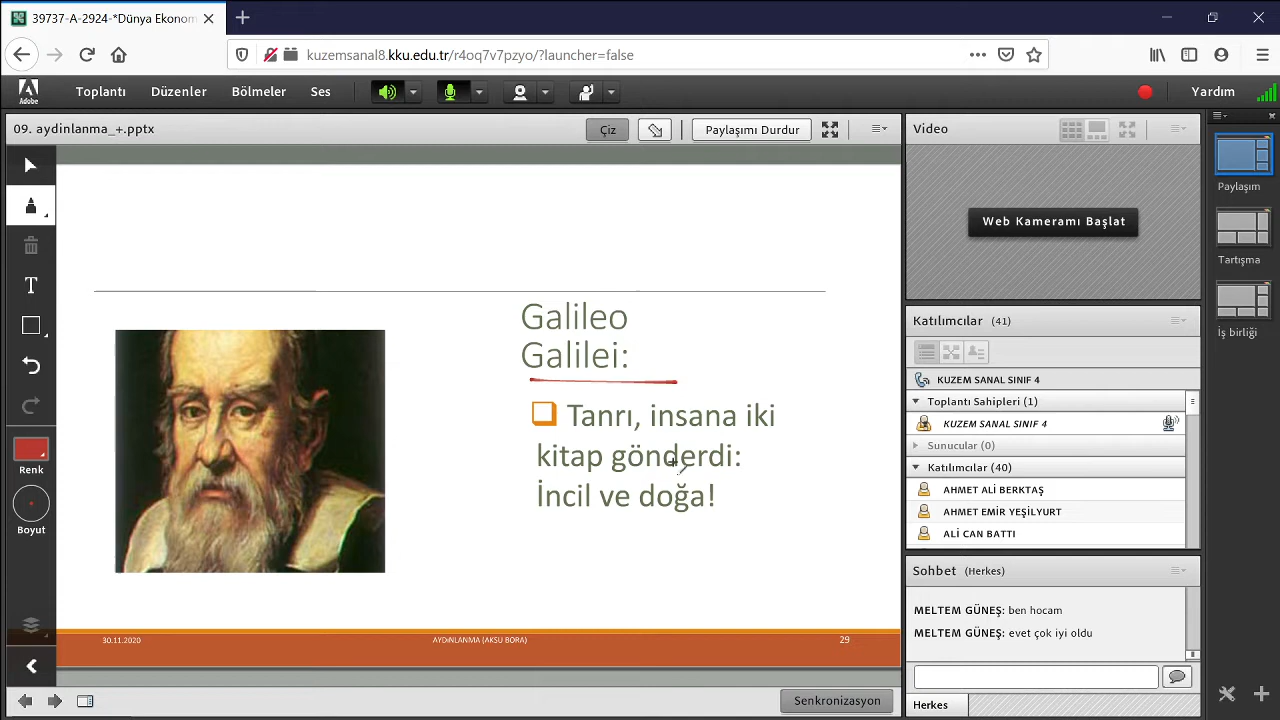 39737-A-2924-*Dünya Ekonom
kuzemsanal8.kku.edu.tr/r4oq7v7pzyo/?launcher=false
Adobe
Toplantı
Düzenler
Bölmeler
Ses
Yardım
09. aydinlanma_+.pptx
Çiz
Paylaşımı Durdur
T
Renk
Boyut
Galileo
Galilei:
Tanrı, insana iki
kitap gönderdi:
İncil ve doğa!
30.11.2020
AYDıNLANMA (AKSU BORA)
29
Senkronizasyon
Video
Web Kameramı Başlat
Katılımcılar (41)
KUZEM SANAL SINIF 4
Toplantı Sahipleri (1)
KUZEM SANAL SINIF 4
Sunucular (0)
Katılımcılar (40)
AHMET ALİ BERKTAŞ
AHMET EMİR YEŞİLYURT
ALİ CAN BATTI
Sohbet (Herkes)
MELTEM GÜNEŞ: ben hocam
MELTEM GÜNEŞ: evet çok iyi oldu
Herkes
Paylaşım
Tartışma
İş birliği